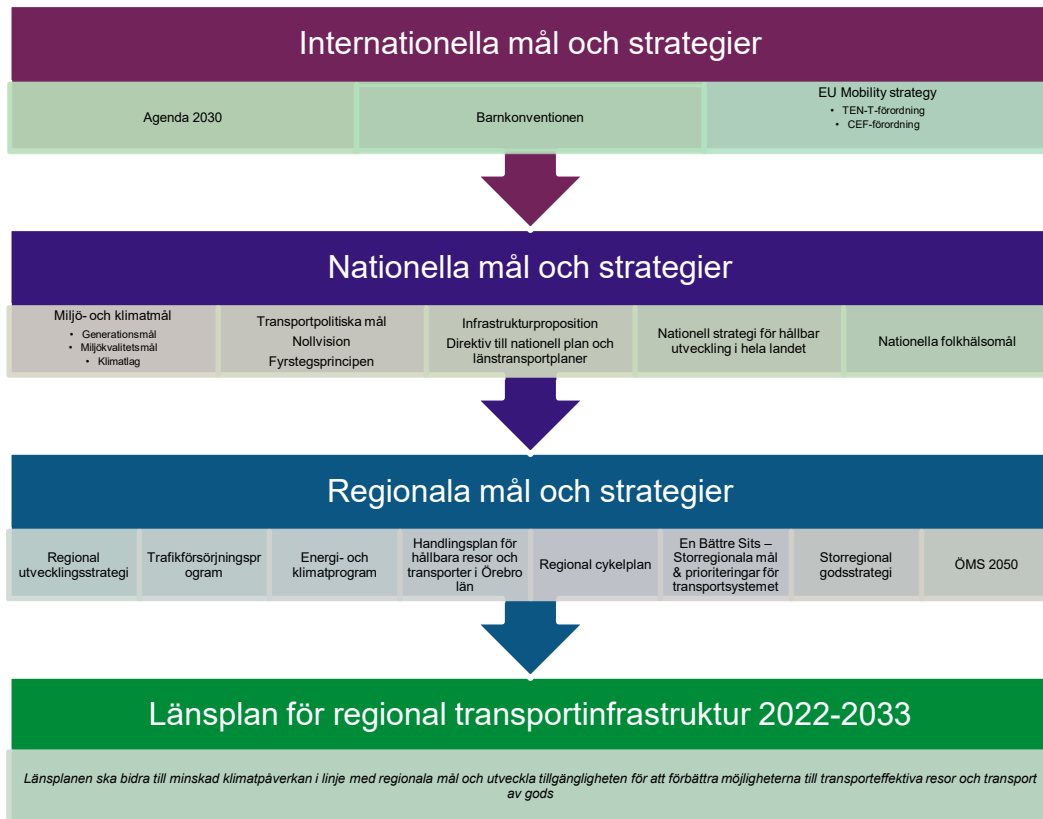 Internationella mål och strategier
Agenda 2030
Barnkonventionen
EU Mobility strategy
• TEN-T-förordning
• CEF-förordning
Nationella mål och strategier
Miljö- och klimatmål
• Generationsmål
• Miljökvalitetsmål
• Klimatlag
Transportpolitiska mål
Nollvision
Fyrstegsprincipen
Infrastrukturproposition
Direktiv till nationell plan och
länstransportplaner
Nationell strategi för hållbar
utveckling i hela landet
Nationella folkhälsomål
Regionala mål och strategier
Regional
utvecklingsstrategi
Trafikförsörjningspr
ogram
Energi- och
klimatprogram
Handlingsplan för
hållbara resor och
transporter i Örebro
län
Regional cykelplan
En Bättre Sits –
Storregionala mål
& prioriteringar för
transportsystemet
Storregional
godsstrategi
ÖMS 2050
Länsplan för regional transportinfrastruktur 2022-2033
Länsplanen ska bidra till minskad klimatpåverkan i linje med regionala mål och utveckla tillgängligheten för att förbättra möjligheterna till transporteffektiva resor och transport
av gods